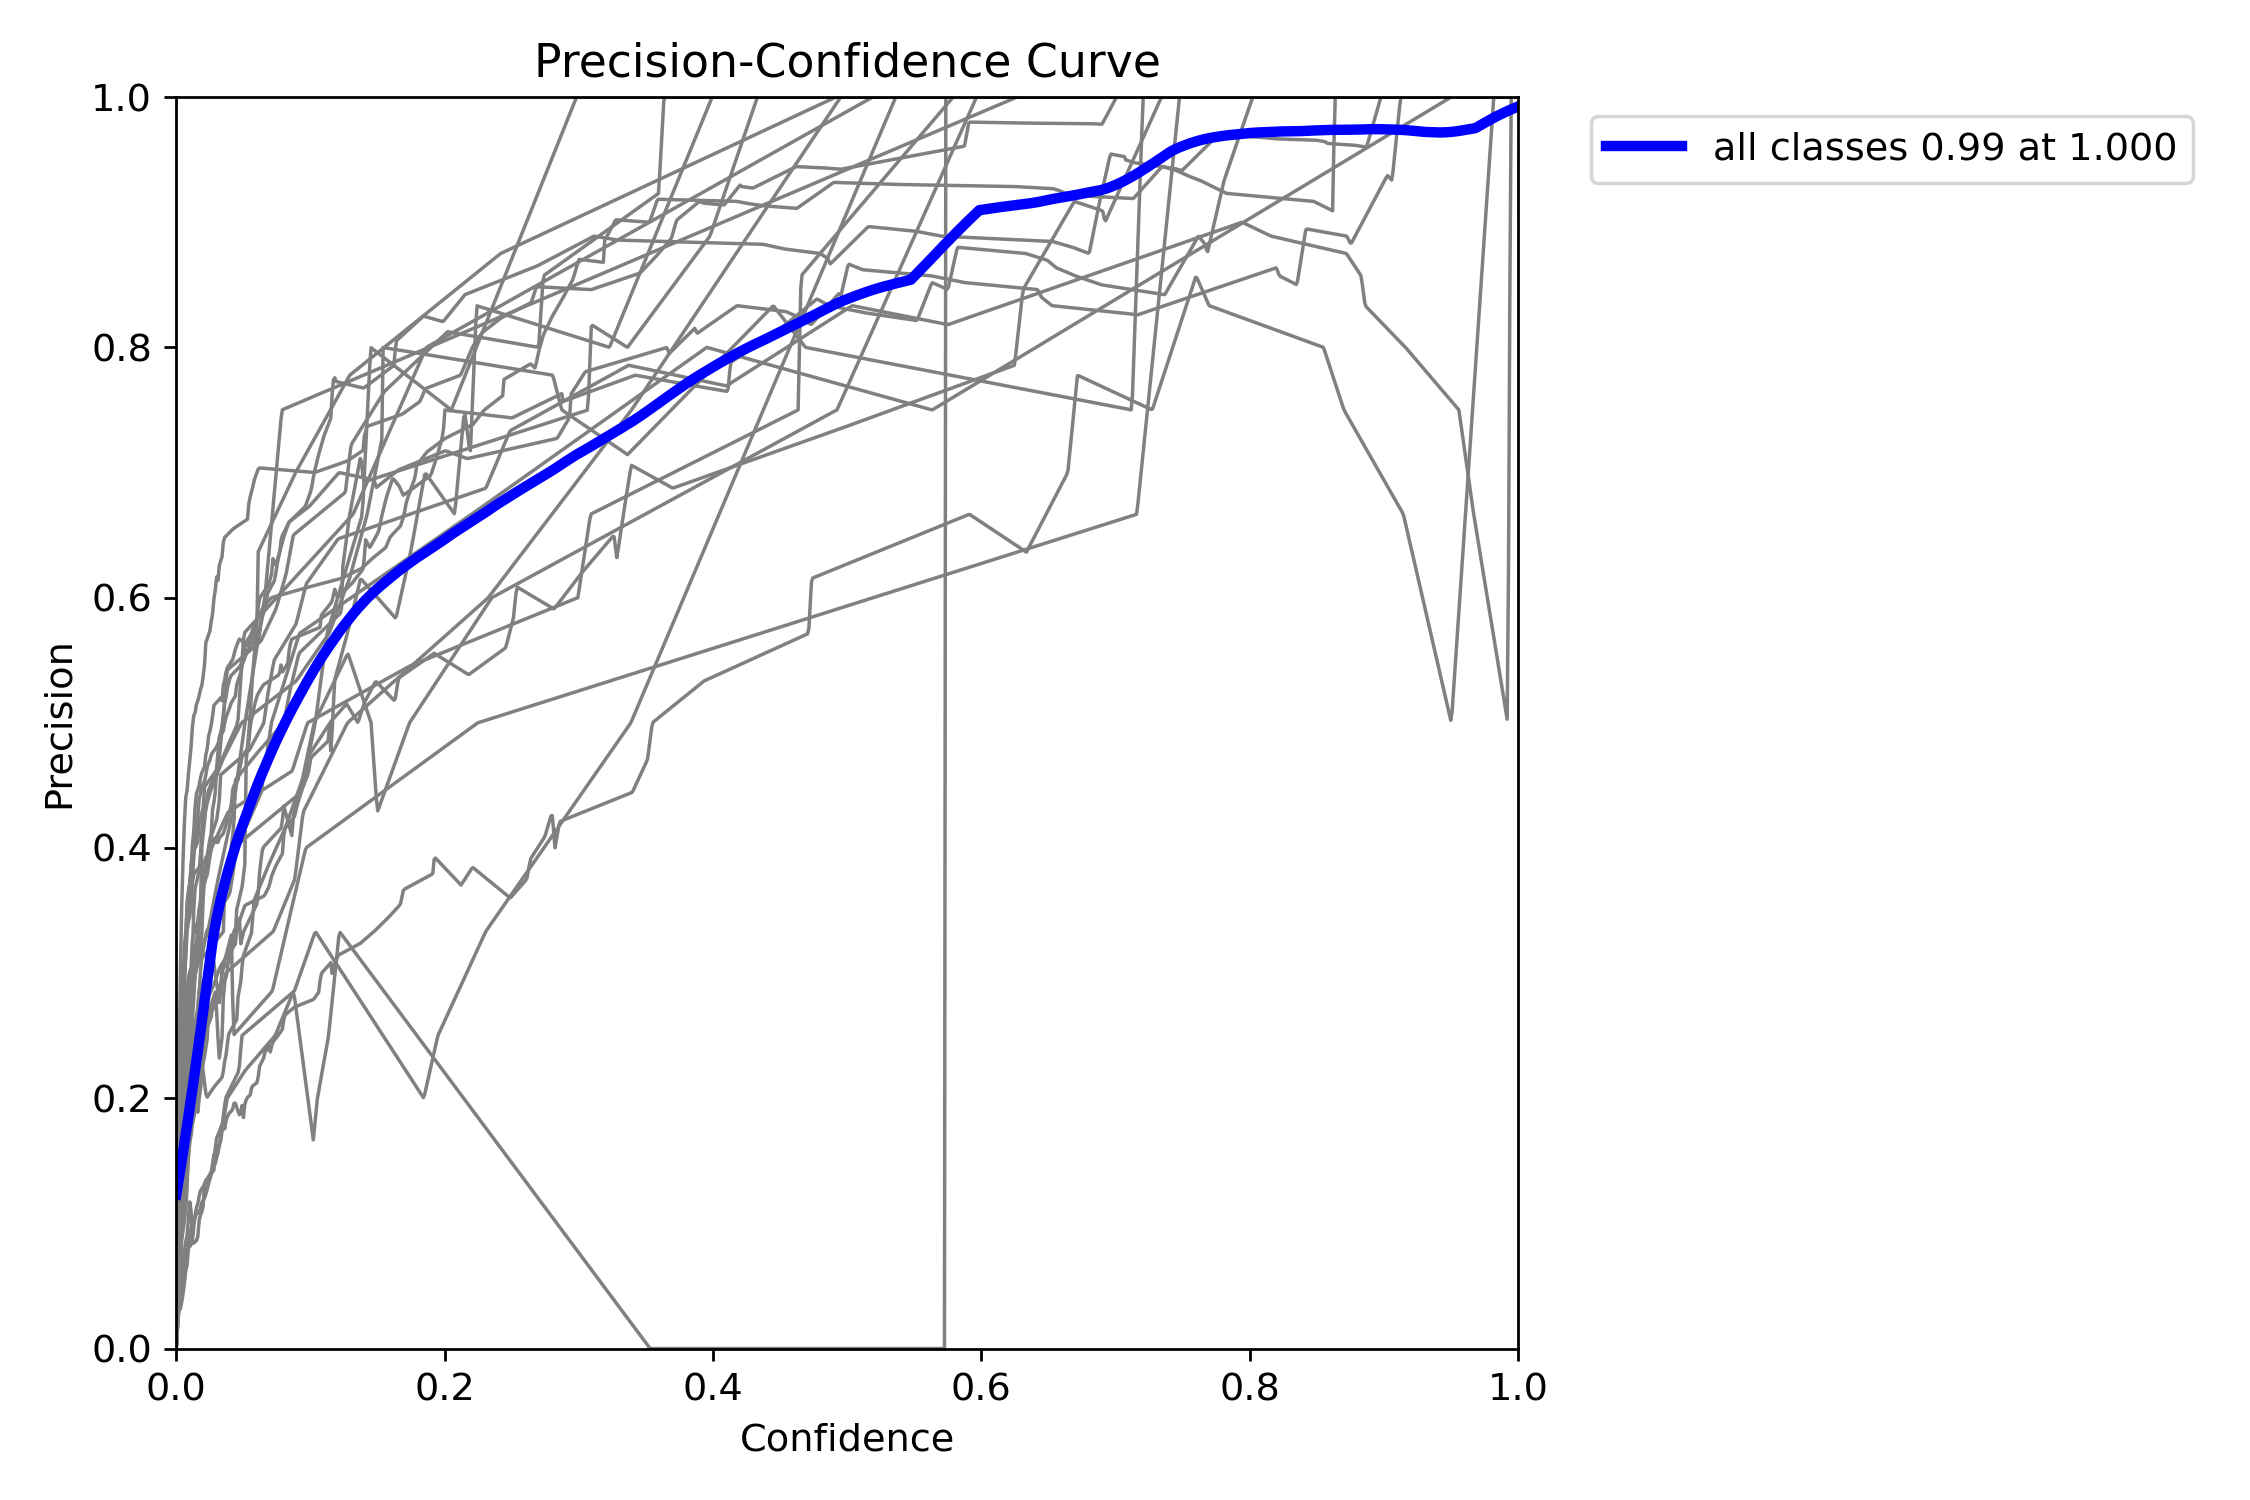 Precision-Confidence Curve
all classes 0.99 at 1.000
1.0
0.8
0.6
0.4
0.2
0.0
Precision
0.0 0.2 0.4 0.6 0.8 1.0
Confidence